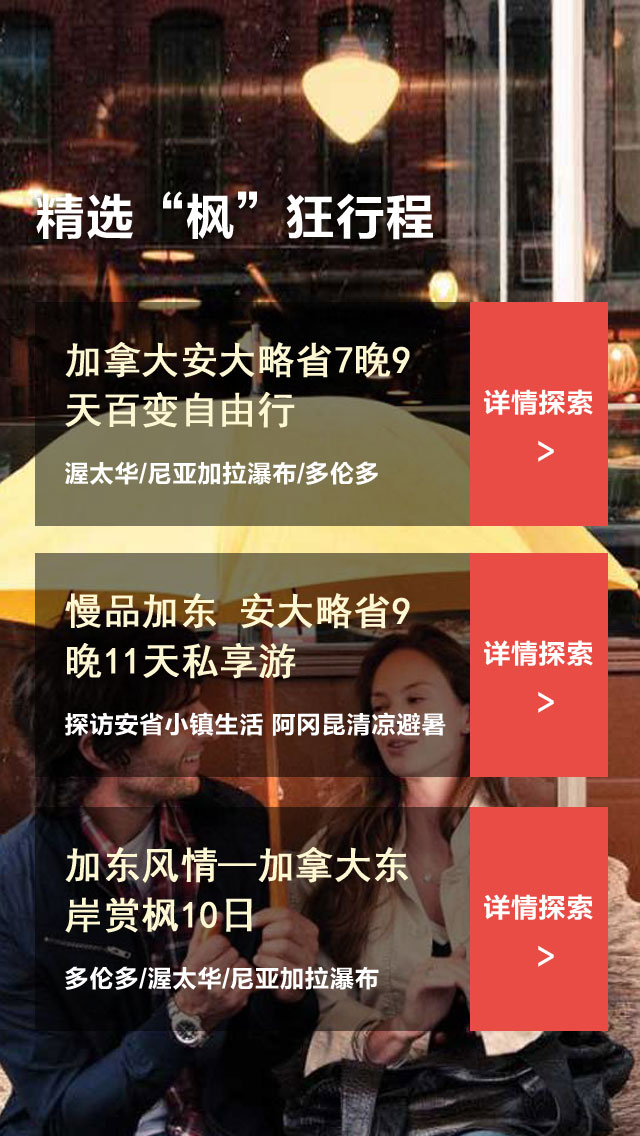 精选“枫”狂行程
加拿大安大略省7晚9
天百变自由行
渥太华/尼亚加拉瀑布/多伦多
详情探索
>
慢品加东 安大略省9
晚11天私享游
探访安省小镇生活 阿冈昆清凉避暑
详情探索
>
加东风情—加拿大东
岸赏枫10日
多伦多/渥太华/尼亚加拉瀑布
详情探索
>